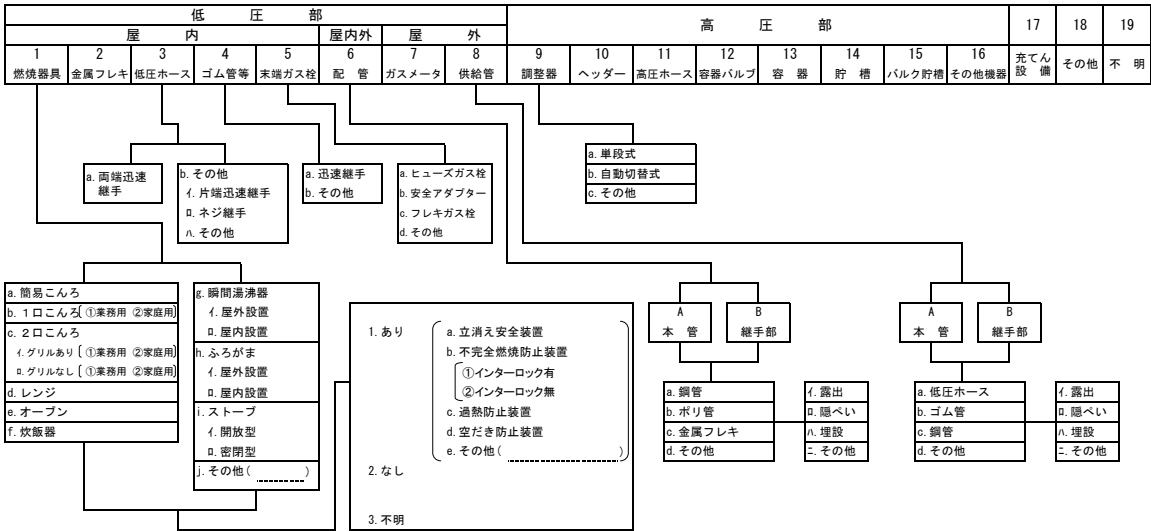 低　圧　部
高　圧　部
17
18
19
屋　内
屋内外
屋　外
1
2
3
4
5
6
7
8
9
10
11
12
13
14
15
16
燃焼器具
金属フレキ
低圧ホース
ゴム管等
末端ガス栓
配　管
ガスメータ
供給管
調整器
ヘッダー
高圧ホース
容器バルブ
容　器
貯　槽
バルク貯槽
その他機器
充てん
設　備
その他
不　明
a. 両端迅速
継手
b. その他
ｲ. 片端迅速継手
ﾛ. ネジ継手
ﾊ. その他
a. 迅速継手
b. その他
a. ヒューズガス栓
b. 安全アダプター
c. フレキガス栓
d. その他
a. 単段式
b. 自動切替式
c. その他
a. 簡易こんろ
b. １口こんろ[ ①業務用 ②家庭用]
c. ２口こんろ
ｲ. グリルあり [ ①業務用 ②家庭用]
ﾛ. グリルなし [ ①業務用 ②家庭用]
d. レンジ
e. オーブン
f. 炊飯器
g. 瞬間湯沸器
ｲ. 屋外設置
ﾛ. 屋内設置
h. ふろがま
ｲ. 屋外設置
ﾛ. 屋内設置
i. ストーブ
ｲ. 開放型
ﾛ. 密閉型
j. その他(　　　)
1. あり
a. 立消え安全装置
b. 不完全燃焼防止装置
①インターロック有
②インターロック無
c. 過熱防止装置
d. 空だき防止装置
e. その他(　　　)
2. なし
3. 不明
A
本　管
B
継手部
a. 鋼管
b. ポリ管
c. 金属フレキ
d. その他
ｲ. 露出
ﾛ. 隠ぺい
ﾊ. 埋設
ﾆ. その他
A
本　管
B
継手部
a. 低圧ホース
b. ゴム管
c. 鋼管
d. その他
ｲ. 露出
ﾛ. 隠ぺい
ﾊ. 埋設
ﾆ. その他